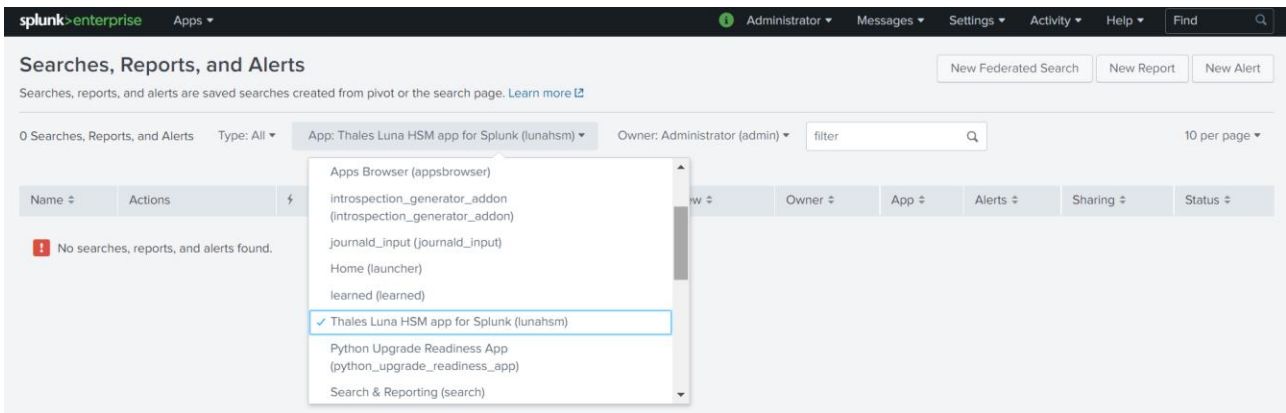 splunk>enterprise Apps Administrator Messages Settings Activity Help Find
Searches, Reports, and Alerts
New Federated Search New Report New Alert
Searches, reports, and alerts are saved searches created from pivot or the search page. Learn more
0 Searches, Reports, and Alerts Type: All App: Thales Luna HSM app for Splunk (lunahsm) Owner: Administrator (admin) filter 10 per page
Apps Browser (appsbrowser)
introspection_generator_addon
(introspection_generator_addon)
journald_input (journald_input)
Home (launcher)
learned (learned)
Thales Luna HSM app for Splunk (lunahsm)
Python Upgrade Readiness App
(python_upgrade_readiness_app)
Search & Reporting (search)
Name Actions ew Owner App Alerts Sharing Status
No searches, reports, and alerts found.